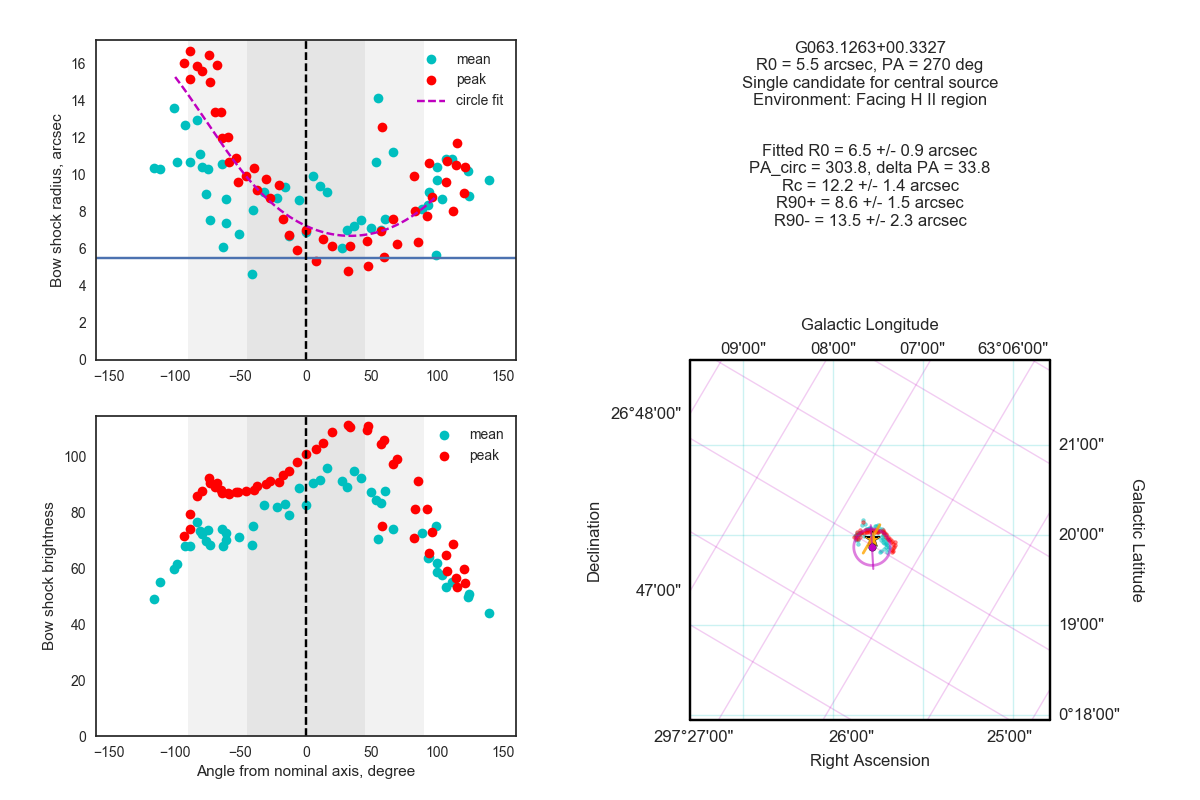 16
14
12
10
8
6
4
2
0
Bow shock radius, arcsec
mean
peak
circle fit
−150
−100
−50
0
50
100
150
100
80
60
40
20
0
Bow shock brightness
mean
peak
−150
−100
−50
0
50
100
150
Angle from nominal axis, degree
G063.1263+00.3327
R0 = 5.5 arcsec, PA = 270 deg
Single candidate for central source
Environment: Facing H II region
Fitted R0 = 6.5 +/- 0.9 arcsec
PA_circ = 303.8, delta PA = 33.8
Rc = 12.2 +/- 1.4 arcsec
R90+ = 8.6 +/- 1.5 arcsec
R90- = 13.5 +/- 2.3 arcsec
Galactic Longitude
09'00"
08'00"
07'00"
63°06'00"
26°48'00"
47'00"
Declination
21'00"
20'00"
19'00"
0°18'00"
Galactic Latitude
297°27'00"
26'00"
25'00"
Right Ascension